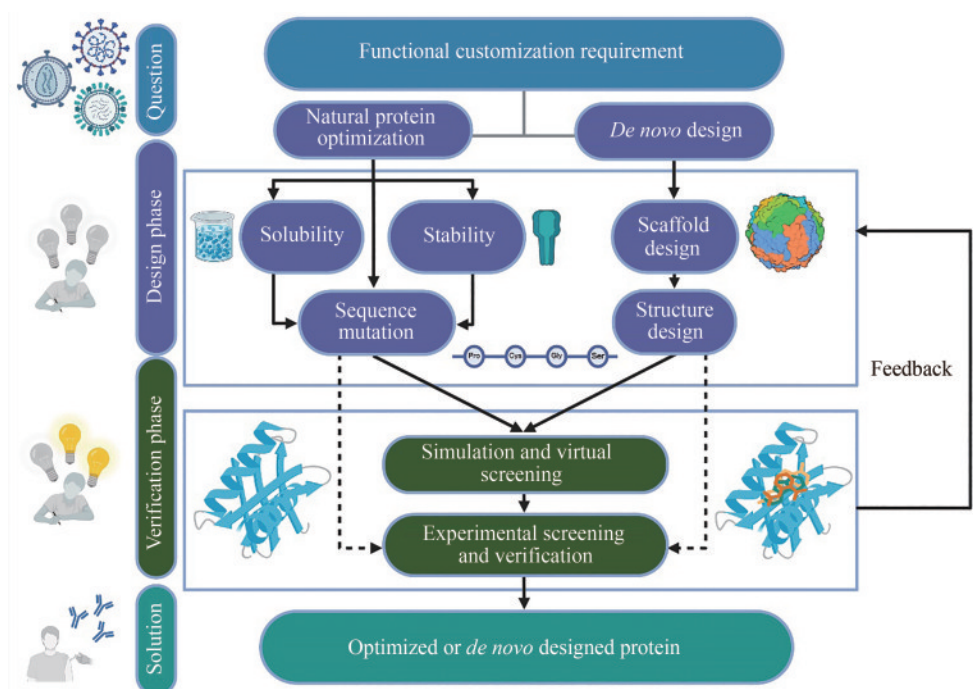 Question
Functional customization requirement
Natural protein
optimization
De novo design
Design phase
Solubility
Stability
Scaffold
design
Sequence
mutation
Structure
design
Pro
Cys
Gly
Ser
Feedback
Verification phase
Simulation and virtual
screening
Experimental screening
and verification
Solution
Optimized or de novo designed protein